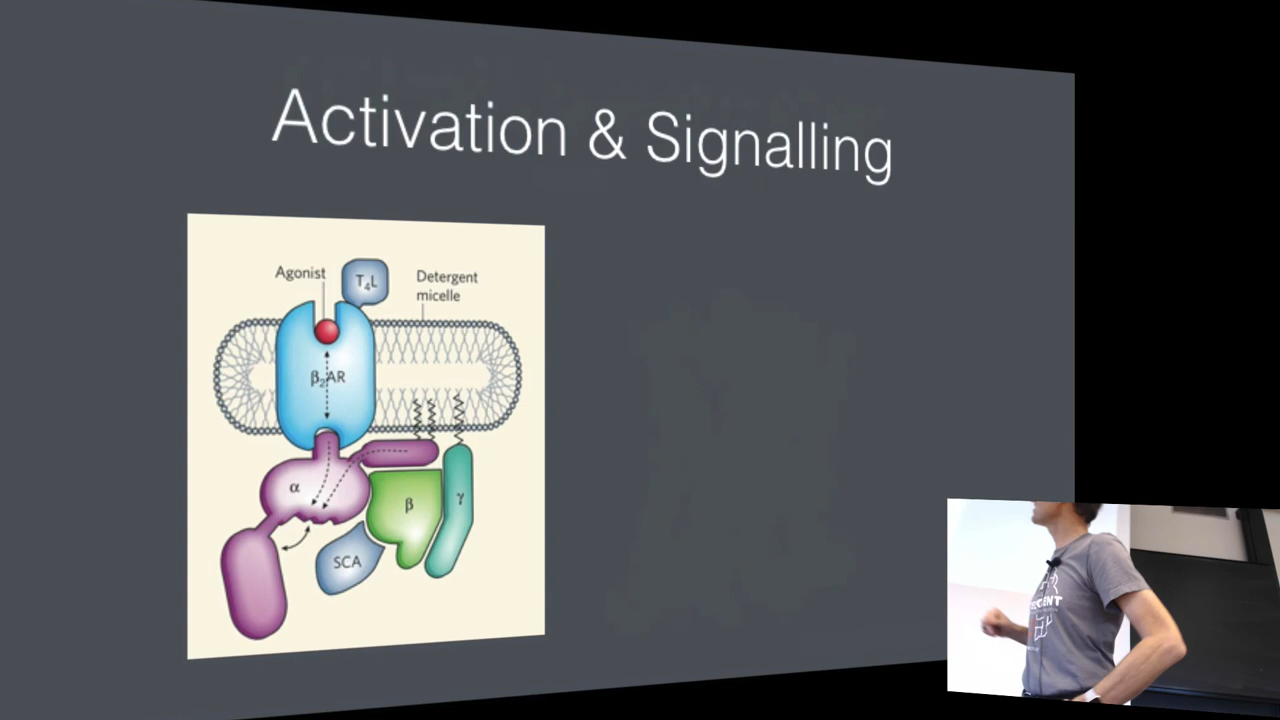 Activation & Signalling
Agonist
T₄L
Detergent
micelle
β₂AR
α
β
γ
SCA